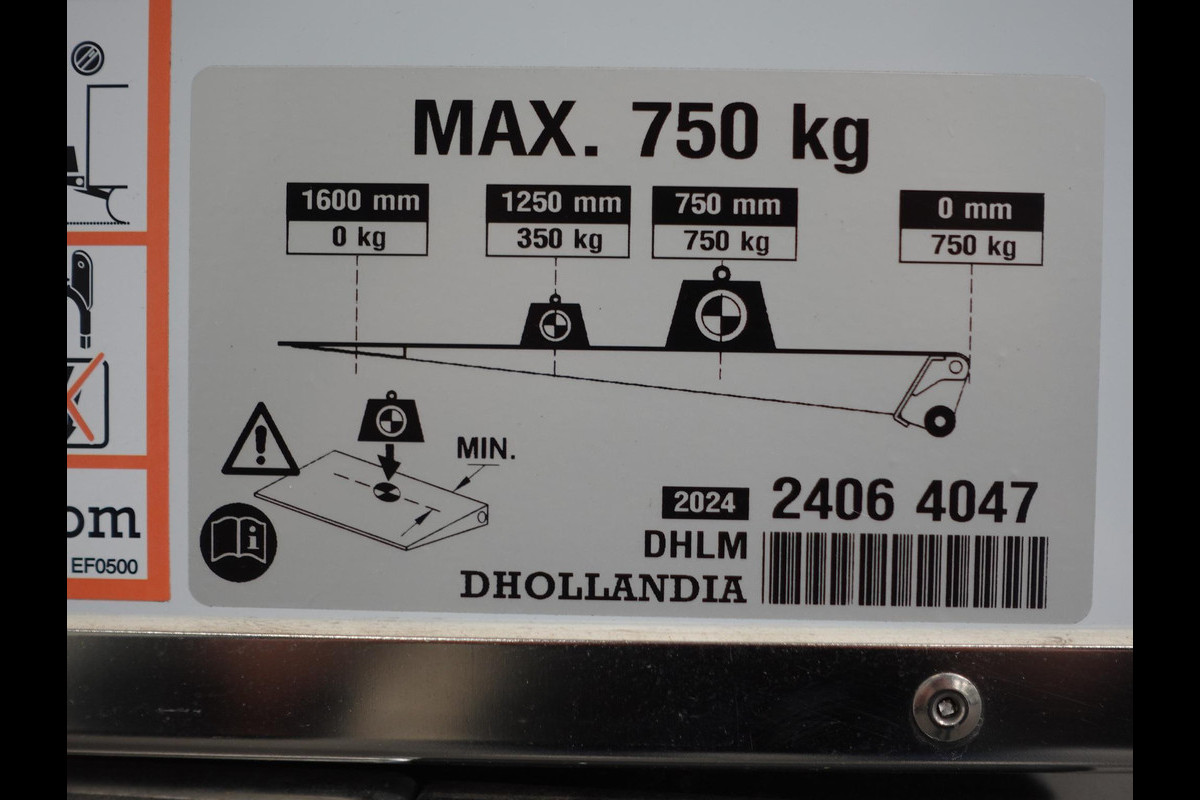 MAX. 750 kg
1600 mm
0 kg
1250 mm
350 kg
750 mm
750 kg
0 mm
750 kg
MIN.
2024 2406 4047
DHLM
DHOLLANDIA
om
EF0500